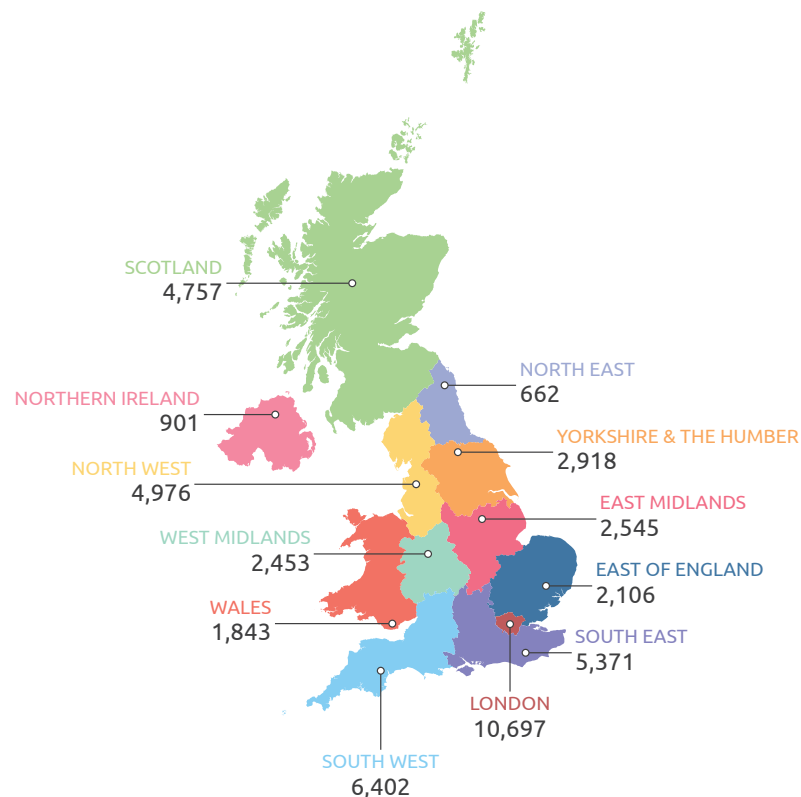 SCOTLAND
4,757
NORTH EAST
662
NORTHERN IRELAND
901
YORKSHIRE & THE HUMBER
2,918
NORTH WEST
4,976
EAST MIDLANDS
2,545
WEST MIDLANDS
2,453
EAST OF ENGLAND
2,106
WALES
1,843
SOUTH EAST
5,371
LONDON
10,697
SOUTH WEST
6,402